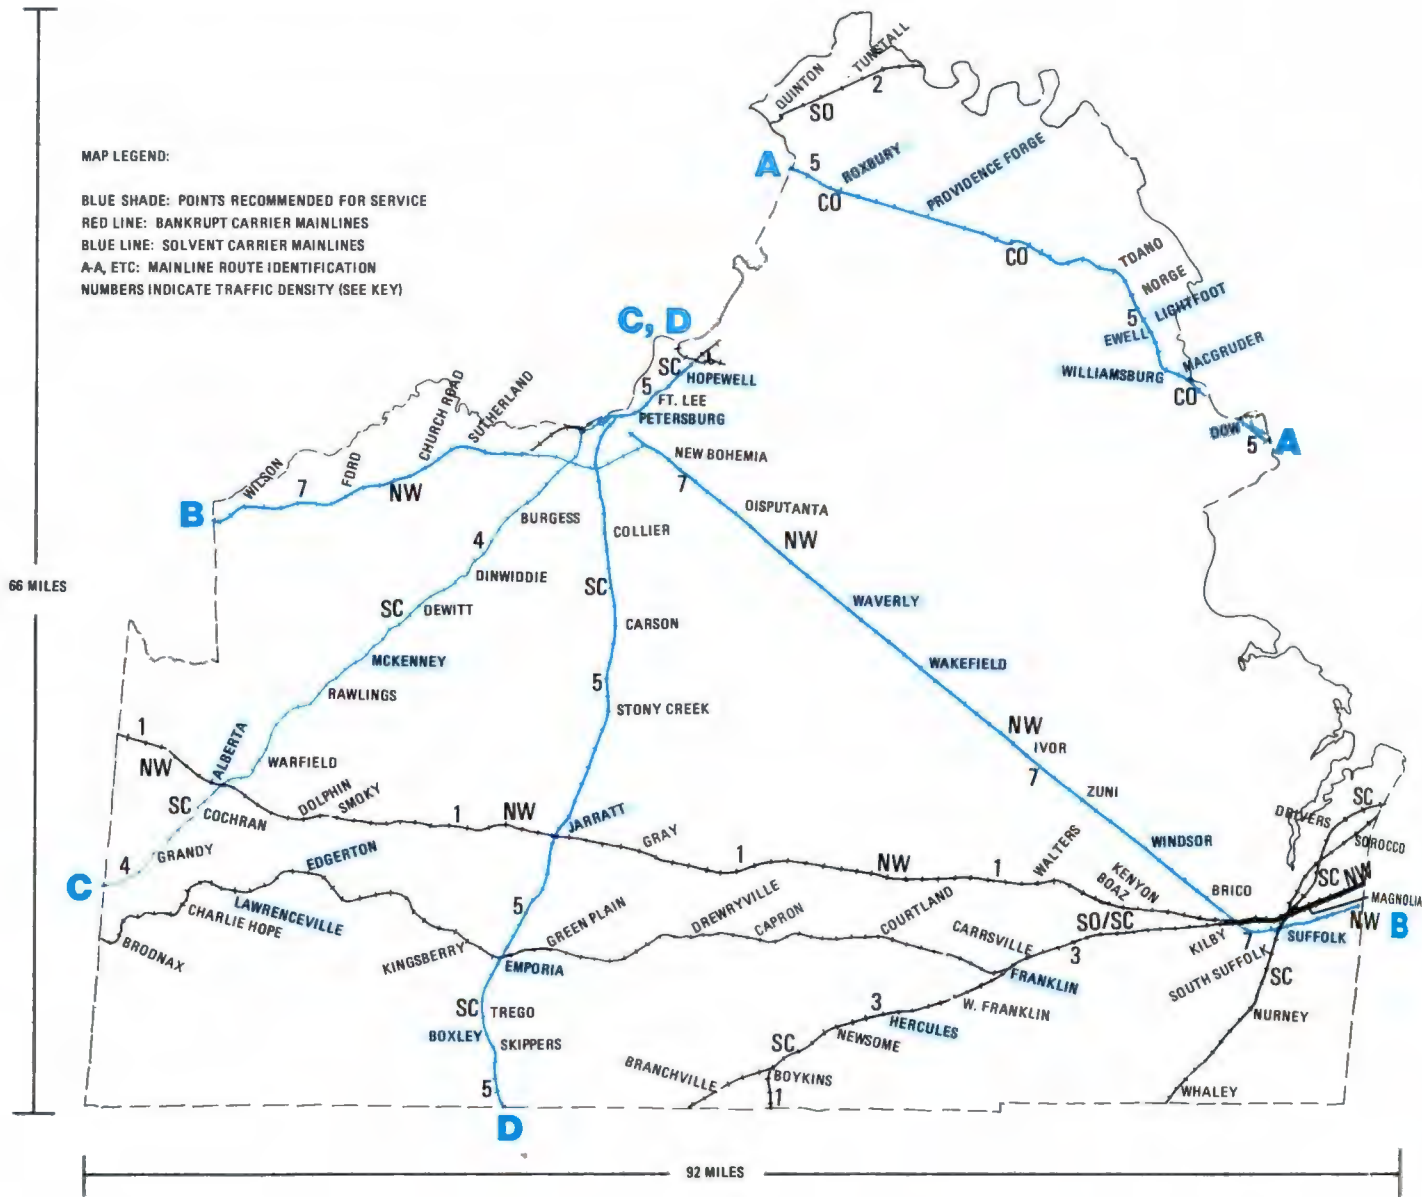 QUINTON
TUNSTALL
2
SO
MAP LEGEND:
BLUE SHADE: POINTS RECOMMENDED FOR SERVICE
RED LINE: BANKRUPT CARRIER MAINLINES
BLUE LINE: SOLVENT CARRIER MAINLINES
A-A, ETC: MAINLINE ROUTE IDENTIFICATION
NUMBERS INDICATE TRAFFIC DENSITY (SEE KEY)
A
5
ROXBURY
CO
PROVIDENCE FORGE
CO
TDANO
NORGE
LIGHTFOOT
5
EWELL
MACGRUDER
WILLIAMSBURG
CO
DOW
5
A
C, D
SC
HOPEWELL
5
FT. LEE
PETERSBURG
NEW BOHEMIA
7
OISPUTANTA
NW
WILSON
7
FORD
CHURCH ROAD
SUTHERLAND
NW
B
BURGESS
4
COLLIER
DINWIDDIE
SC
SC
DEWITT
CARSON
MCKENNEY
5
RAWLINGS
STONY CREEK
66 MILES
WAVERLY
WAKEFIELD
NW
IVOR
7
ZUNI
WINDSOR
BRICO
1
NW
ALBERTA
WARFIELD
SC
COCHRAN
DOLPHIN
SMOKY
1
NW
JARRATT
GRAY
1
NW
1
WALTERS
KENYON
BOAZ
DRIVERS
SC
SOROCCO
SC
NW
MAGNOLIA
NW
B
GRANDY
4
C
EDGERTON
LAWRENCEVILLE
CHARLIE HOPE
BRODNAX
KINGSBERRY
5
GREEN PLAIN
EMPORIA
DREWRYVILLE
CAPRON
COURTLAND
CARRSVILLE
SO/SC
3
FRANKLIN
KILBY
7
SUFFOLK
SOUTH SUFFOLK
SC
NURNEY
WHALEY
SC
TREGO
BOXLEY
SKIPPERS
5
D
3
W. FRANKLIN
HERCULES
NEWSOME
SC
BRANCHVILLE
BOYKINS
1
92 MILES